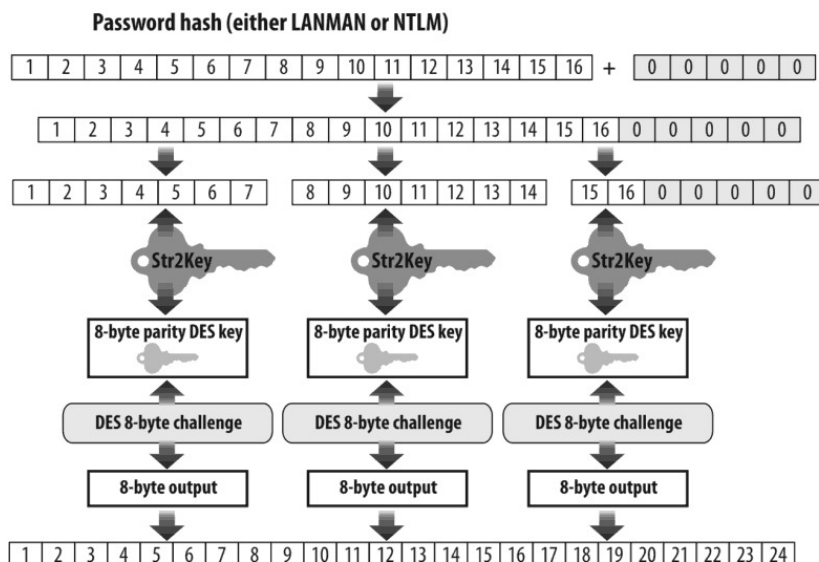 Password hash (either LANMAN or NTLM)
1 2 3 4 5 6 7 8 9 10 11 12 13 14 15 16 + 0 0 0 0 0
1 2 3 4 5 6 7 8 9 10 11 12 13 14 15 16 0 0 0 0 0
1 2 3 4 5 6 7 8 9 10 11 12 13 14 15 16 0 0 0 0 0
Str2Key Str2Key Str2Key
8-byte parity DES key 8-byte parity DES key 8-byte parity DES key
DES 8-byte challenge DES 8-byte challenge DES 8-byte challenge
8-byte output 8-byte output 8-byte output
1 2 3 4 5 6 7 8 9 10 11 12 13 14 15 16 17 18 19 20 21 22 23 24